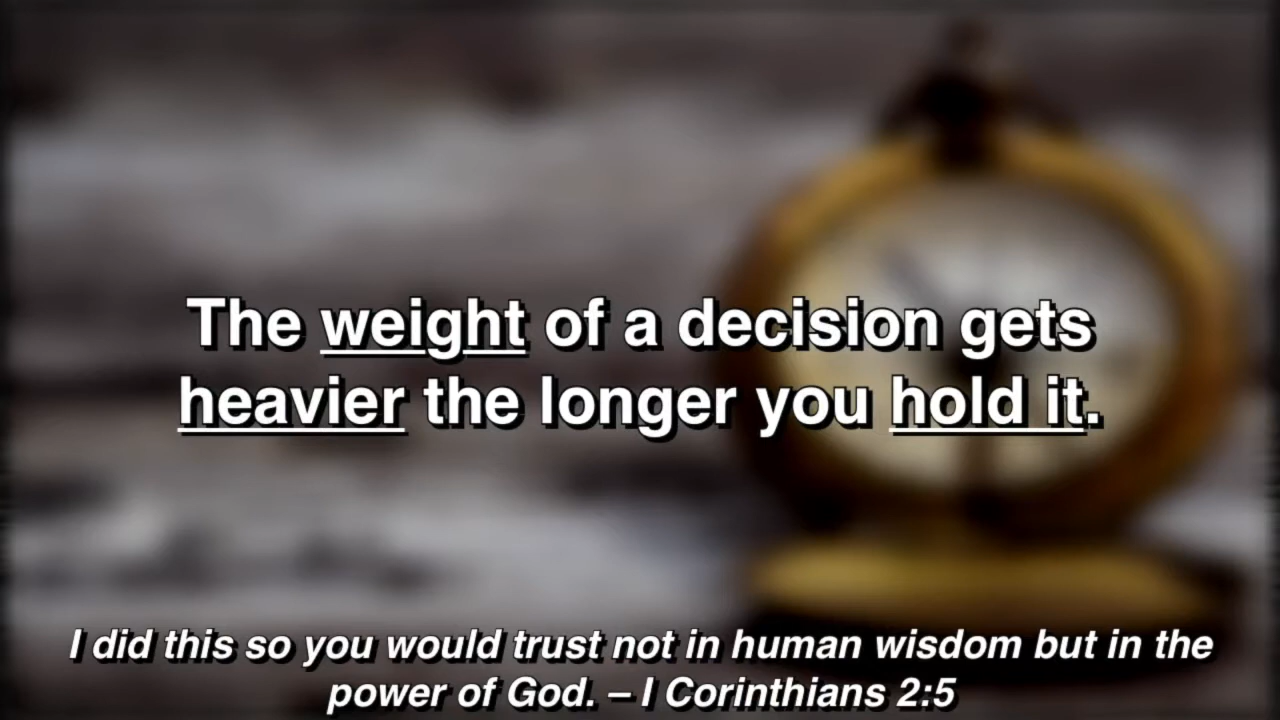 The weight of a decision gets
heavier the longer you hold it.
I did this so you would trust not in human wisdom but in the
power of God. – I Corinthians 2:5